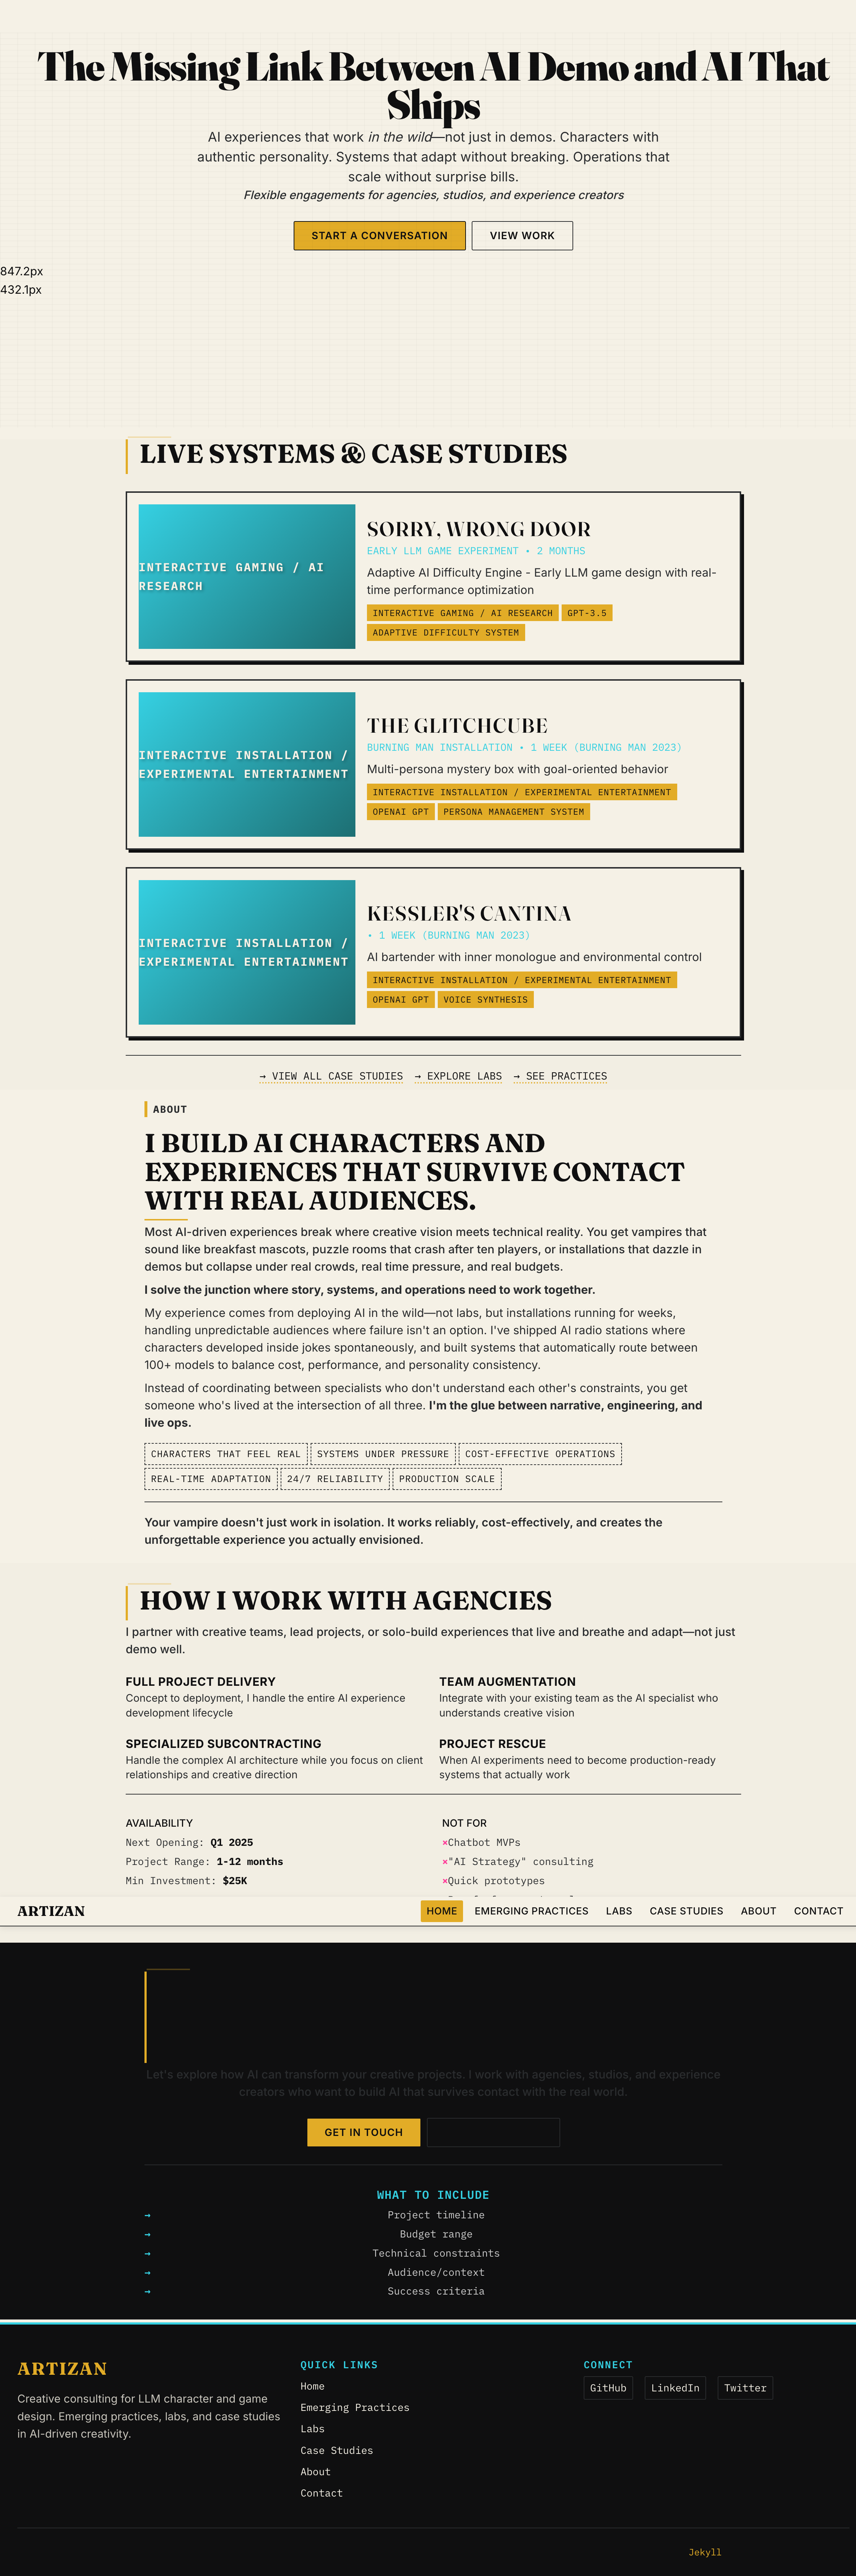 The Missing Link Between AI Demo and AI That
Ships
AI experiences that work in the wild—not just in demos. Characters with
authentic personality. Systems that adapt without breaking. Operations that
scale without surprise bills.
Flexible engagements for agencies, studios, and experience creators
START A CONVERSATION
VIEW WORK
847.2px
432.1px
LIVE SYSTEMS & CASE STUDIES
INTERACTIVE GAMING / AI
RESEARCH
SORRY, WRONG DOOR
EARLY LLM GAME EXPERIMENT • 2 MONTHS
Adaptive AI Difficulty Engine - Early LLM game design with real-
time performance optimization
INTERACTIVE GAMING / AI RESEARCH
GPT-3.5
ADAPTIVE DIFFICULTY SYSTEM
INTERACTIVE INSTALLATION /
EXPERIMENTAL ENTERTAINMENT
THE GLITCHCUBE
BURNING MAN INSTALLATION • 1 WEEK (BURNING MAN 2023)
Multi-persona mystery box with goal-oriented behavior
INTERACTIVE INSTALLATION / EXPERIMENTAL ENTERTAINMENT
OPENAI GPT
PERSONA MANAGEMENT SYSTEM
INTERACTIVE INSTALLATION /
EXPERIMENTAL ENTERTAINMENT
KESSLER'S CANTINA
• 1 WEEK (BURNING MAN 2023)
AI bartender with inner monologue and environmental control
INTERACTIVE INSTALLATION / EXPERIMENTAL ENTERTAINMENT
OPENAI GPT
VOICE SYNTHESIS
→ VIEW ALL CASE STUDIES
→ EXPLORE LABS
→ SEE PRACTICES
ABOUT
I BUILD AI CHARACTERS AND
EXPERIENCES THAT SURVIVE CONTACT
WITH REAL AUDIENCES.
Most AI-driven experiences break where creative vision meets technical reality. You get vampires that
sound like breakfast mascots, puzzle rooms that crash after ten players, or installations that dazzle in
demos but collapse under real crowds, real time pressure, and real budgets.
I solve the junction where story, systems, and operations need to work together.
My experience comes from deploying AI in the wild—not labs, but installations running for weeks,
handling unpredictable audiences where failure isn't an option. I've shipped AI radio stations where
characters developed inside jokes spontaneously, and built systems that automatically route between
100+ models to balance cost, performance, and personality consistency.
Instead of coordinating between specialists who don't understand each other's constraints, you get
someone who's lived at the intersection of all three. I'm the glue between narrative, engineering, and
live ops.
CHARACTERS THAT FEEL REAL
SYSTEMS UNDER PRESSURE
COST-EFFECTIVE OPERATIONS
REAL-TIME ADAPTATION
24/7 RELIABILITY
PRODUCTION SCALE
Your vampire doesn't just work in isolation. It works reliably, cost-effectively, and creates the
unforgettable experience you actually envisioned.
HOW I WORK WITH AGENCIES
I partner with creative teams, lead projects, or solo-build experiences that live and breathe and adapt—not just
demo well.
FULL PROJECT DELIVERY
Concept to deployment, I handle the entire AI experience
development lifecycle
TEAM AUGMENTATION
Integrate with your existing team as the AI specialist who
understands creative vision
SPECIALIZED SUBCONTRACTING
Handle the complex AI architecture while you focus on client
relationships and creative direction
PROJECT RESCUE
When AI experiments need to become production-ready
systems that actually work
AVAILABILITY
Next Opening: Q1 2025
Project Range: 1-12 months
Min Investment: $25K
NOT FOR
×Chatbot MVPs
×"AI Strategy" consulting
×Quick prototypes
ARTIZAN
HOME
EMERGING PRACTICES
LABS
CASE STUDIES
ABOUT
CONTACT
Let's explore how AI can transform your creative projects. I work with agencies, studios, and experience
creators who want to build AI that survives contact with the real world.
GET IN TOUCH
WHAT TO INCLUDE
→ Project timeline
→ Budget range
→ Technical constraints
→ Audience/context
→ Success criteria
ARTIZAN
Creative consulting for LLM character and game
design. Emerging practices, labs, and case studies
in AI-driven creativity.
QUICK LINKS
Home
Emerging Practices
Labs
Case Studies
About
Contact
CONNECT
GitHub
LinkedIn
Twitter
Jekyll